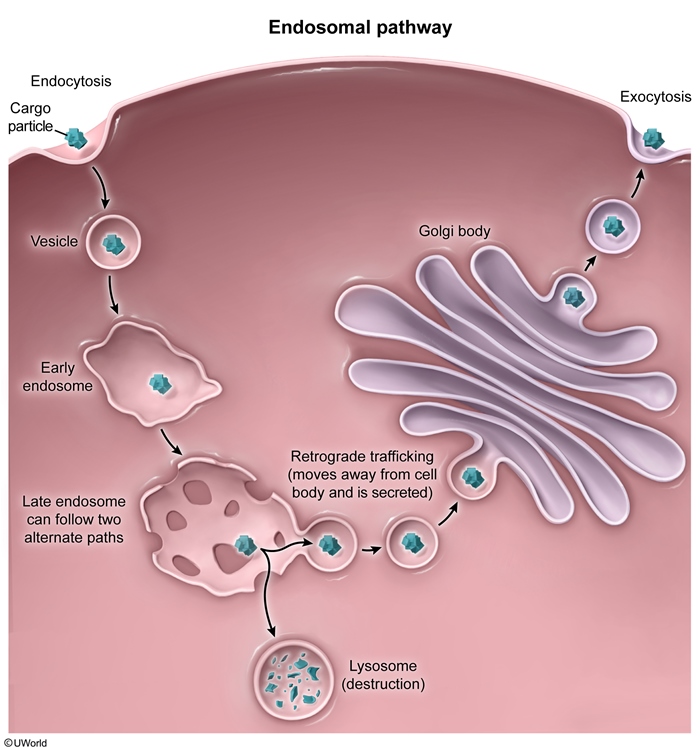 Endosomal pathway
Endocytosis
Cargo
particle
Exocytosis
Vesicle
Golgi body
Early
endosome
Retrograde trafficking
(moves away from cell
body and is secreted)
Late endosome
can follow two
alternate paths
Lysosome
(destruction)
©UWorld